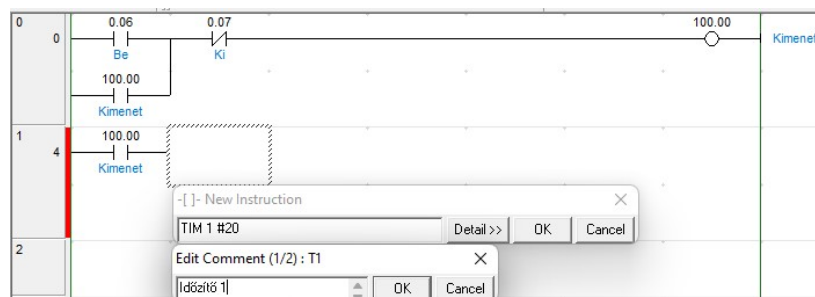 0
0
0.06
0.07
100.00
Be
Ki
Kimenet
100.00
Kimenet
1
4
100.00
Kimenet
-[ ]- New Instruction
TIM 1 #20
Detail >>
OK
Cancel
2
Edit Comment (1/2) : T1
Időzítő 1
OK
Cancel